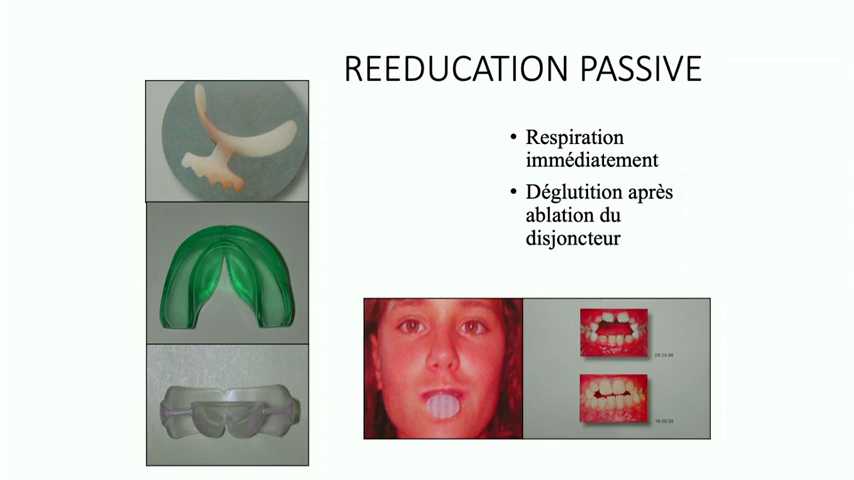 REEDUCATION PASSIVE
• Respiration
immédiatement
• Déglutition après
ablation du
disjoncteur